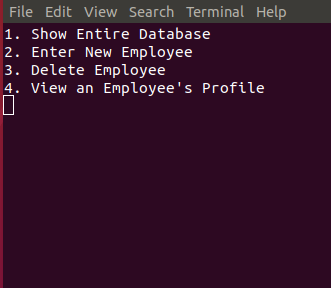 File Edit View Search Terminal Help
1. Show Entire Database
2. Enter New Employee
3. Delete Employee
4. View an Employee's Profile